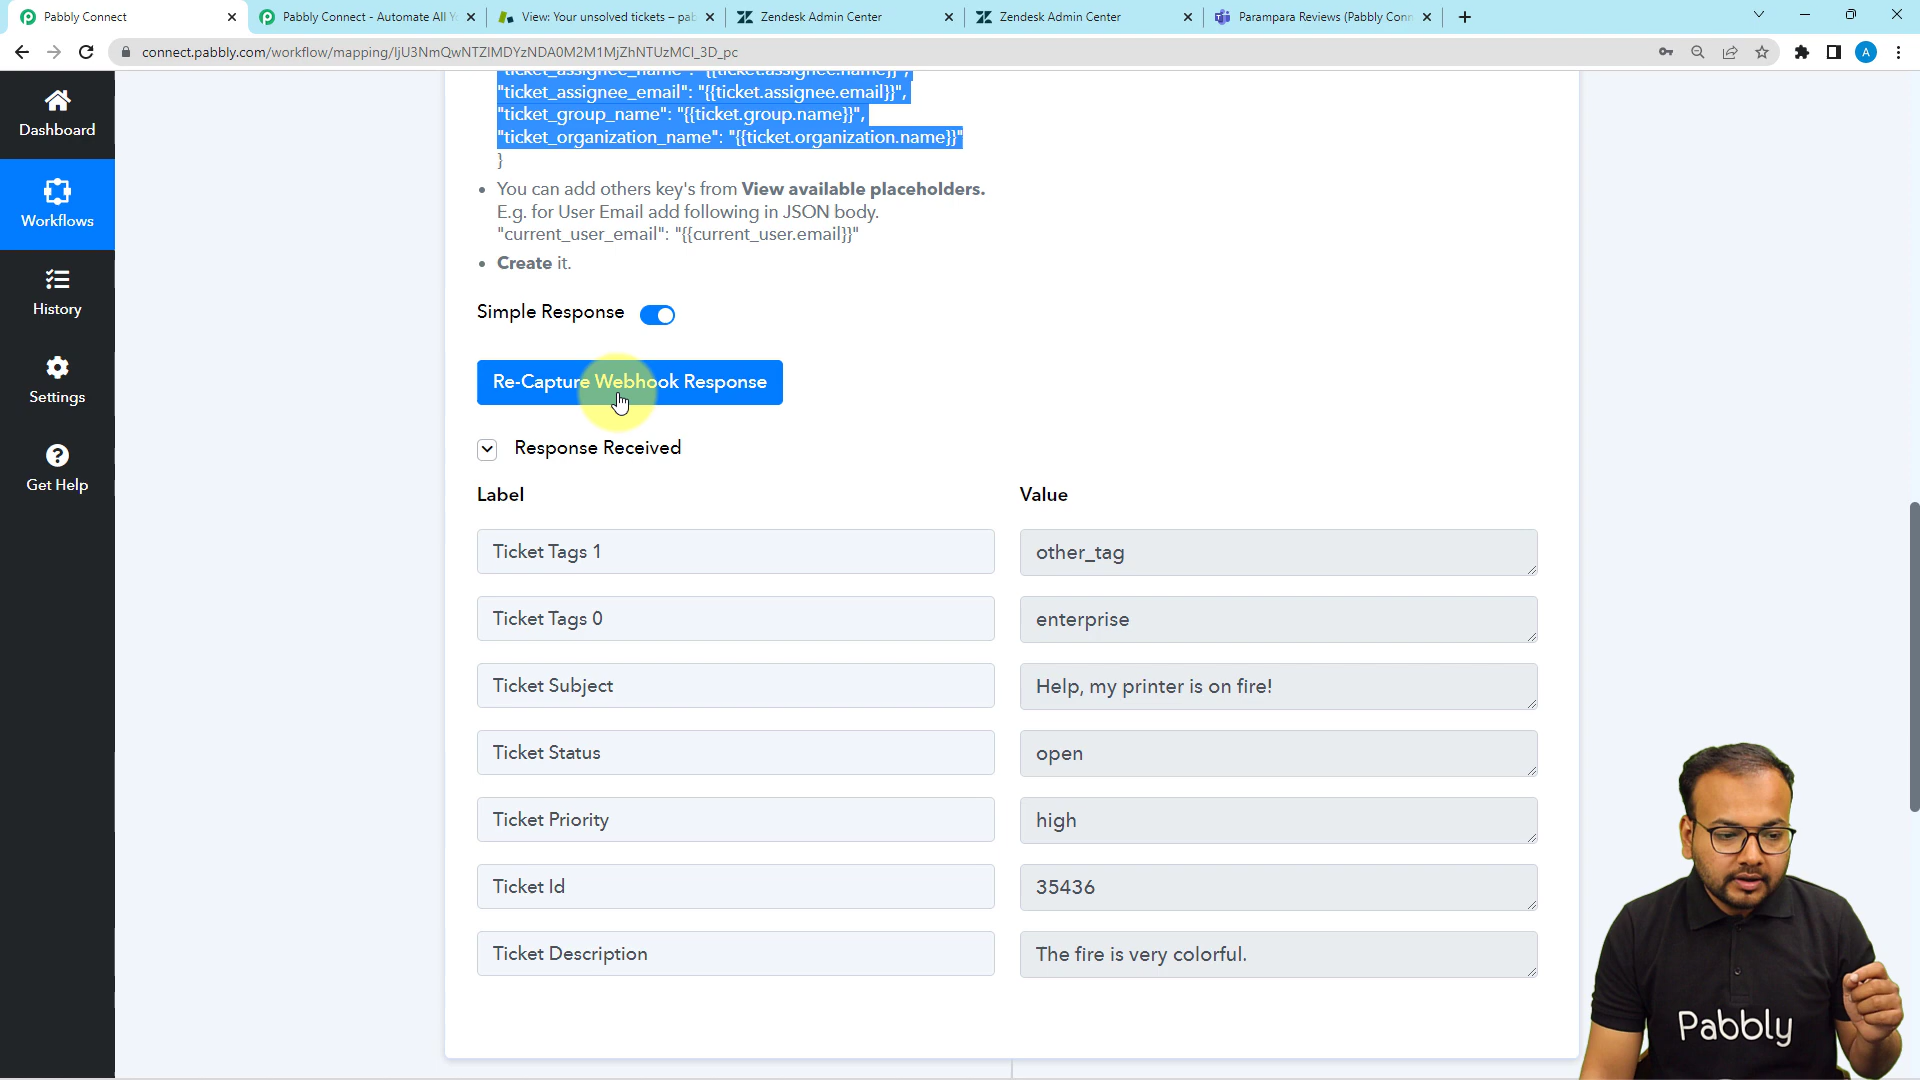 Pabbly Connect
Pabbly Connect - Automate All Y
View: Your unsolved tickets – pab
Zendesk Admin Center
Zendesk Admin Center
Parampara Reviews (Pabbly Conn
connect.pabbly.com/workflow/mapping/IjU3NmQwNTZlMDYzNDA0M2M1MjZhNTUzMCI_3D_pc
A
"ticket_assignee_name": "{{ticket.assignee.name}}",
"ticket_assignee_email": "{{ticket.assignee.email}}",
"ticket_group_name": "{{ticket.group.name}}",
"ticket_organization_name": "{{ticket.organization.name}}"
}
You can add others key's from View available placeholders.
E.g. for User Email add following in JSON body.
"current_user_email": "{{current_user.email}}"
Create it.
Dashboard
Workflows
History
Settings
Get Help
Simple Response
Re-Capture Webhook Response
Response Received
Label Value
Ticket Tags 1 other_tag
Ticket Tags 0 enterprise
Ticket Subject Help, my printer is on fire!
Ticket Status open
Ticket Priority high
Ticket Id 35436
Ticket Description The fire is very colorful.
Pabbly